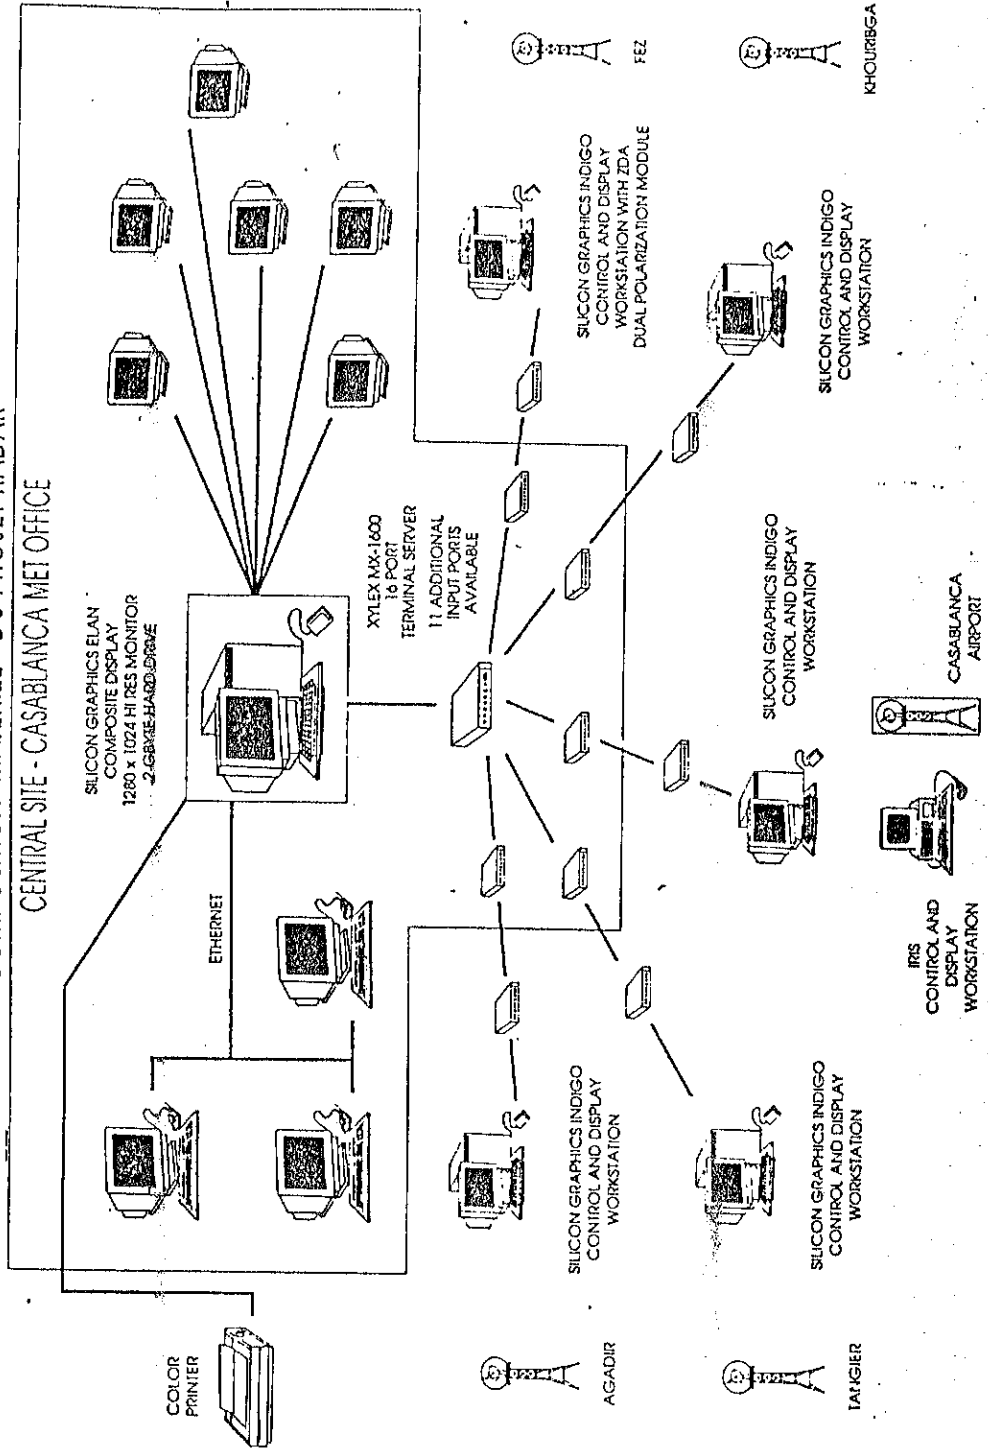 CENTRAL SITE - CASABLANCA MET OFFICE
SILICON GRAPHICS ELAN
COMPOSITE DISPLAY
1280 x 1024 HI RES MONITOR
2 GBYTE HARD DRIVE
ETHERNET
COLOR
PRINTER
XYLEX MX-1600
16 PORT
TERMINAL SERVER
11 ADDITIONAL
INPUT PORTS
AVAILABLE
AGADIR
SILICON GRAPHICS INDIGO
CONTROL AND DISPLAY
WORKSTATION
SILICON GRAPHICS INDIGO
CONTROL AND DISPLAY
WORKSTATION WITH ZDA
DUAL POLARIZATION MODULE
FEZ
TANGIER
SILICON GRAPHICS INDIGO
CONTROL AND DISPLAY
WORKSTATION
SILICON GRAPHICS INDIGO
CONTROL AND DISPLAY
WORKSTATION
SILICON GRAPHICS INDIGO
CONTROL AND DISPLAY
WORKSTATION
KHOURIBGA
IRIS
CONTROL AND
DISPLAY
WORKSTATION
CASABLANCA
AIRPORT